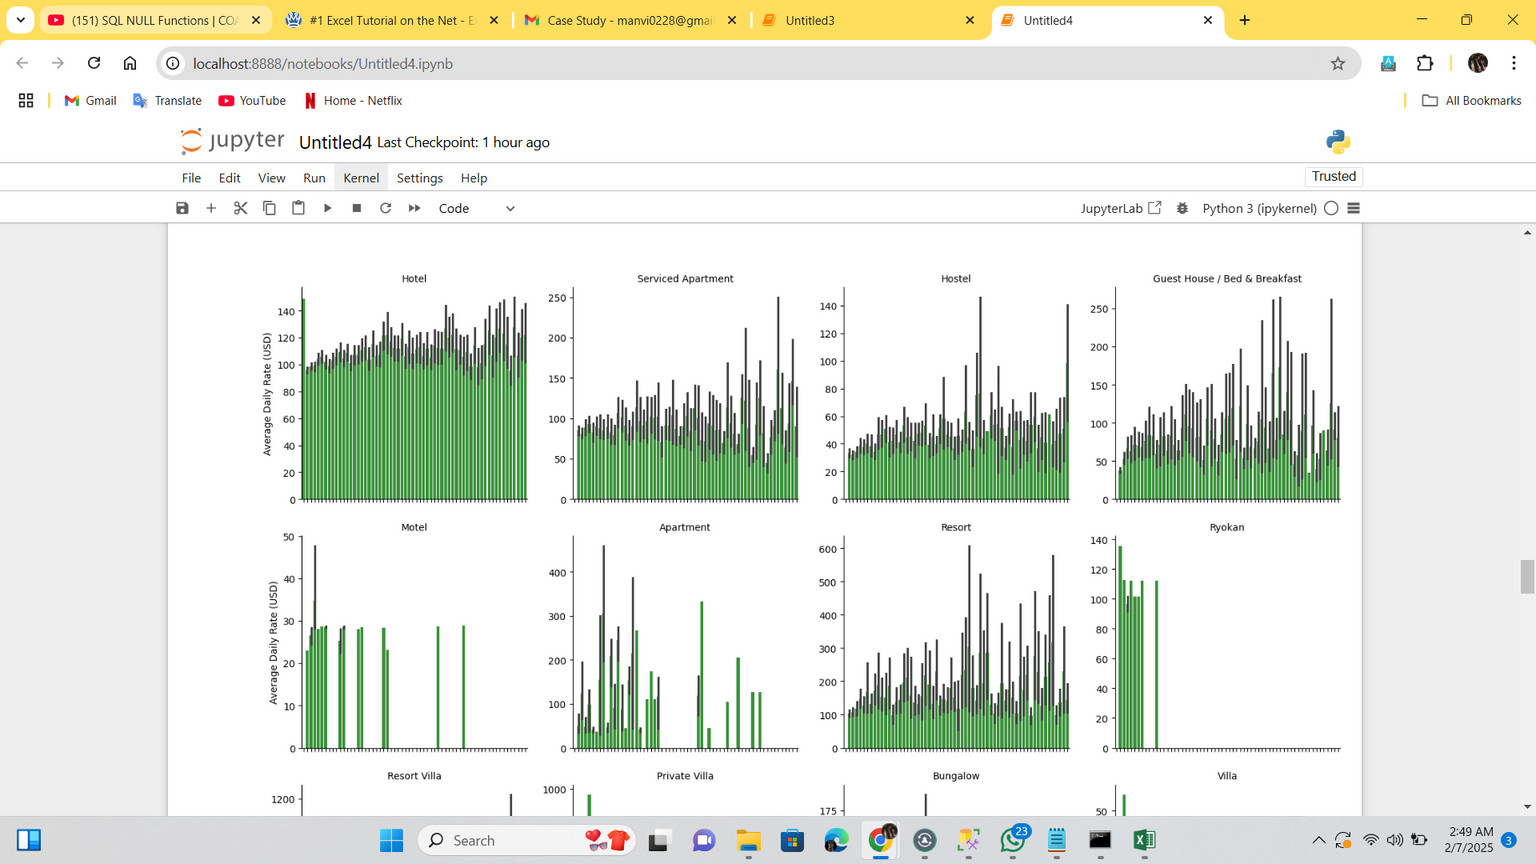 (151) SQL NULL Functions | COA
#1 Excel Tutorial on the Net - E
Case Study - manvi0228@gmai
Untitled3
Untitled4
localhost:8888/notebooks/Untitled4.ipynb
Gmail
Translate
YouTube
Home - Netflix
All Bookmarks
jupyter Untitled4 Last Checkpoint: 1 hour ago
File Edit View Run Kernel Settings Help
Trusted
Code
JupyterLab
Python 3 (ipykernel)
Hotel
Average Daily Rate (USD)
140
120
100
80
60
40
20
0
Serviced Apartment
250
200
150
100
50
0
Hostel
140
120
100
80
60
40
20
0
Guest House / Bed & Breakfast
250
200
150
100
50
0
Motel
Average Daily Rate (USD)
50
40
30
20
10
0
Apartment
400
300
200
100
0
Resort
600
500
400
300
200
100
0
Ryokan
140
120
100
80
60
40
20
0
Resort Villa
1200
Private Villa
1000
Bungalow
175
Villa
50
Search
23
2:49 AM
2/7/2025
3